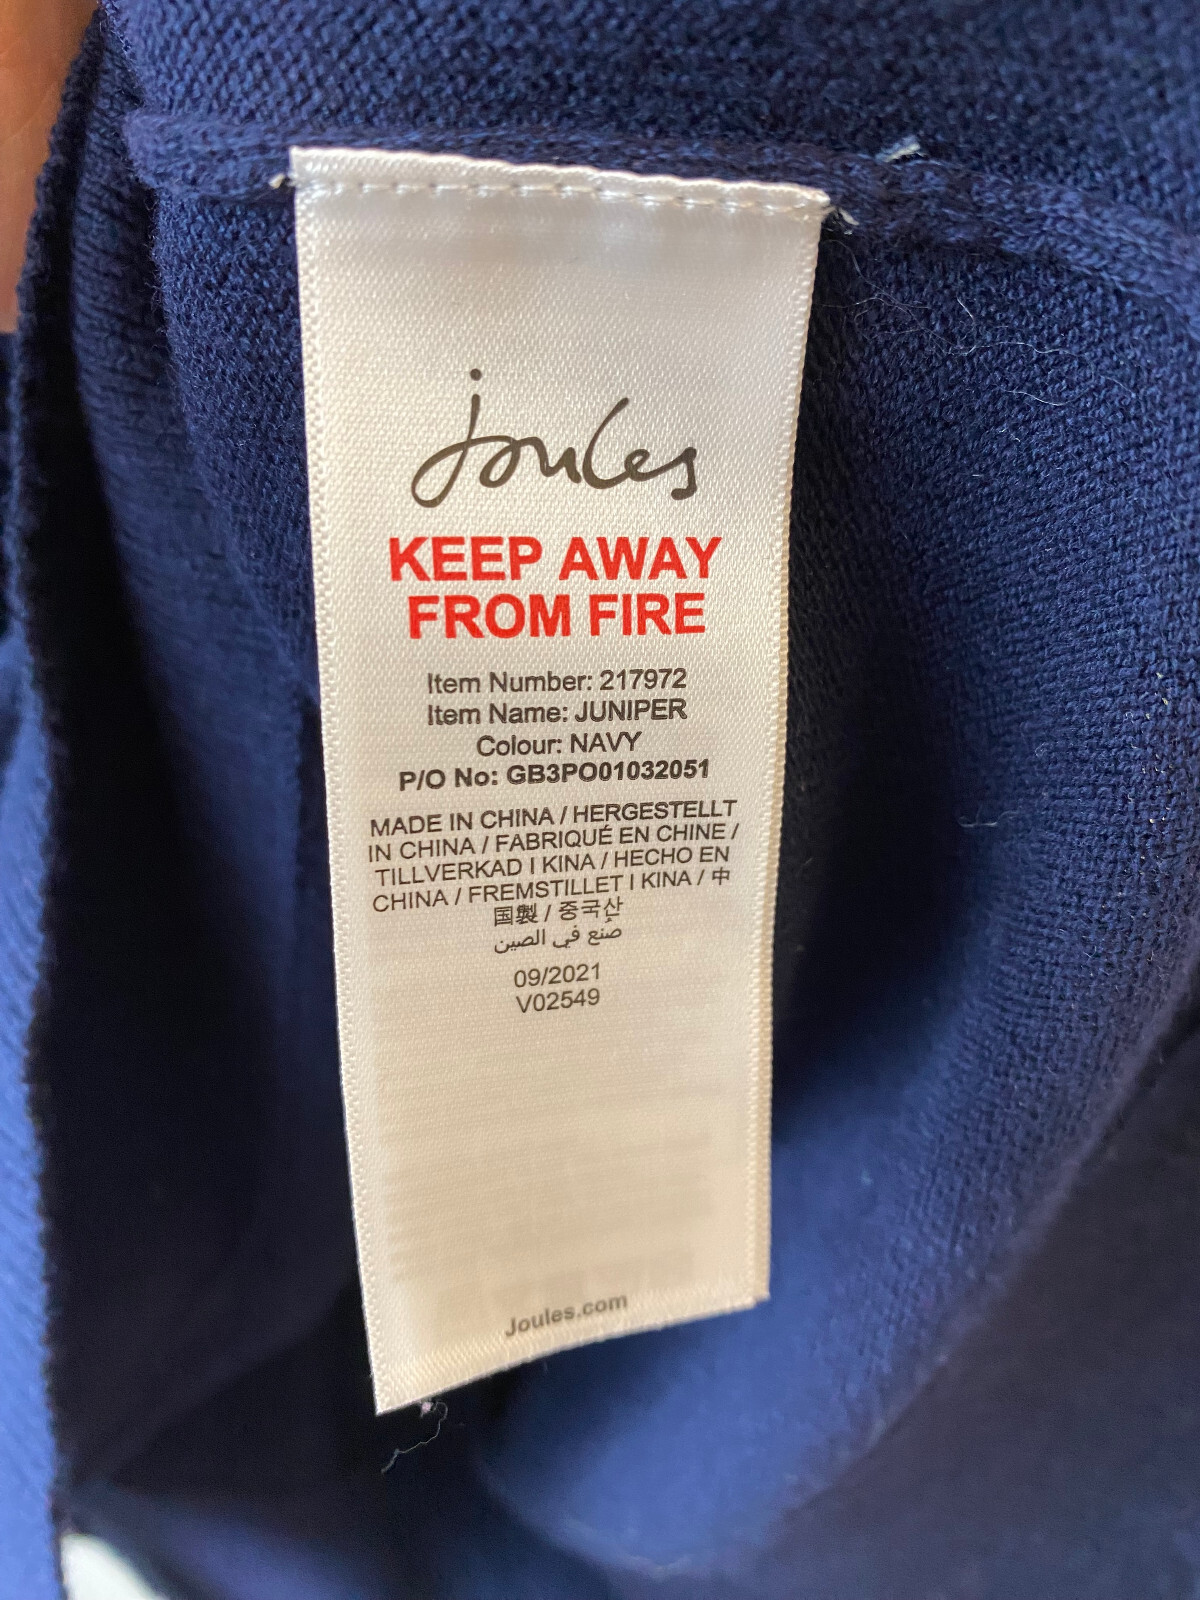 joules
KEEP AWAY
FROM FIRE
Item Number: 217972
Item Name: JUNIPER
Colour: NAVY
P/O No: GB3PO01032051
MADE IN CHINA / HERGESTELLT
IN CHINA / FABRIQUÉ EN CHINE /
TILLVERKAD I KINA / HECHO EN
CHINA / FREMSTILLET I KINA / 中
国製 / 중국산
صنع في الصين
09/2021
V02549
Joules.com